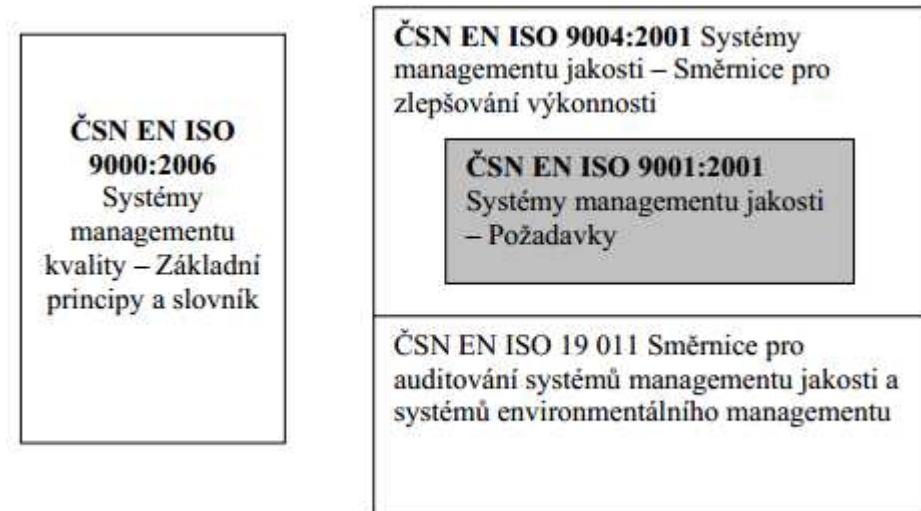 ČSN EN ISO
9000:2006
Systémy
managementu
kvality – Základní
principy a slovník
ČSN EN ISO 9004:2001 Systémy
managementu jakosti – Směrnice pro
zlepšování výkonnosti
ČSN EN ISO 9001:2001
Systémy managementu jakosti
– Požadavky
ČSN EN ISO 19 011 Směrnice pro
auditování systémů managementu jakosti a
systémů environmentálního managementu